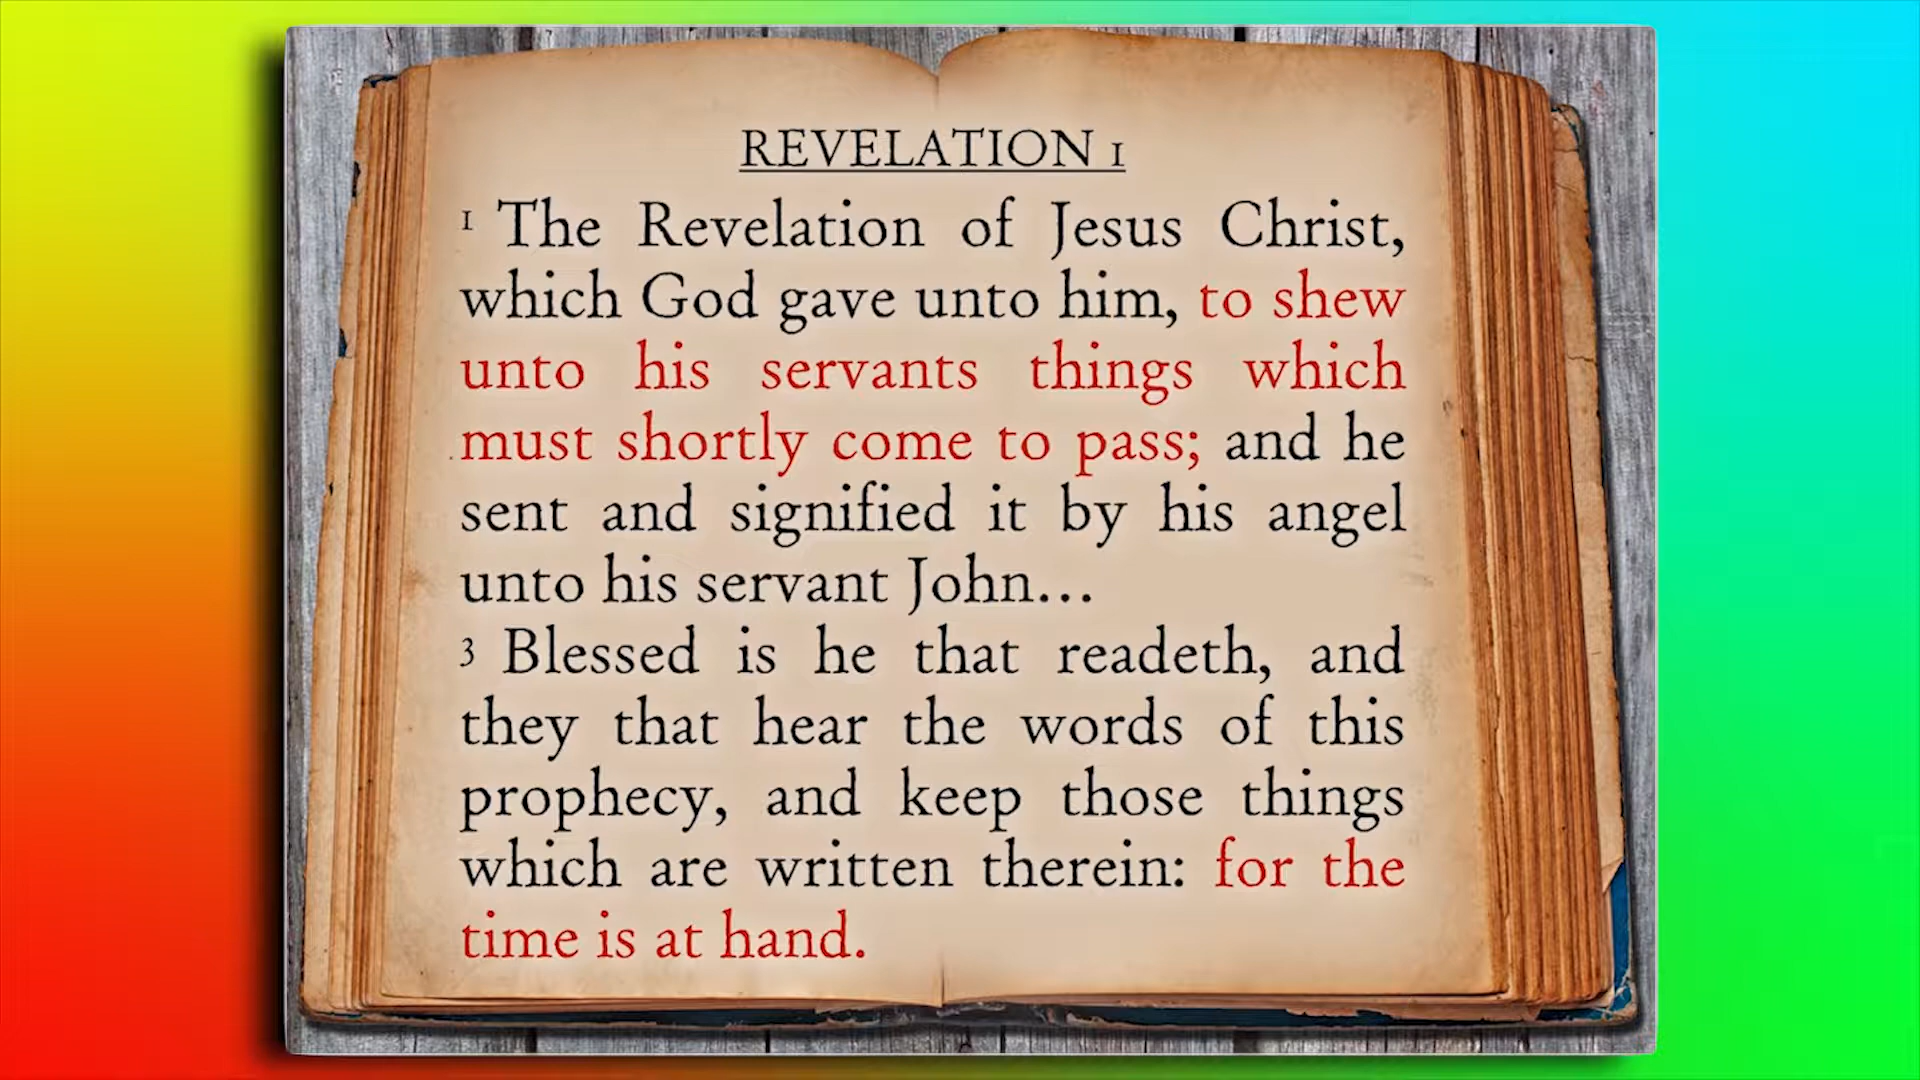 REVELATION 1
1 The Revelation of Jesus Christ,
which God gave unto him, to shew
unto his servants things which
must shortly come to pass; and he
sent and signified it by his angel
unto his servant John...
3 Blessed is he that readeth, and
they that hear the words of this
prophecy, and keep those things
which are written therein: for the
time is at hand.